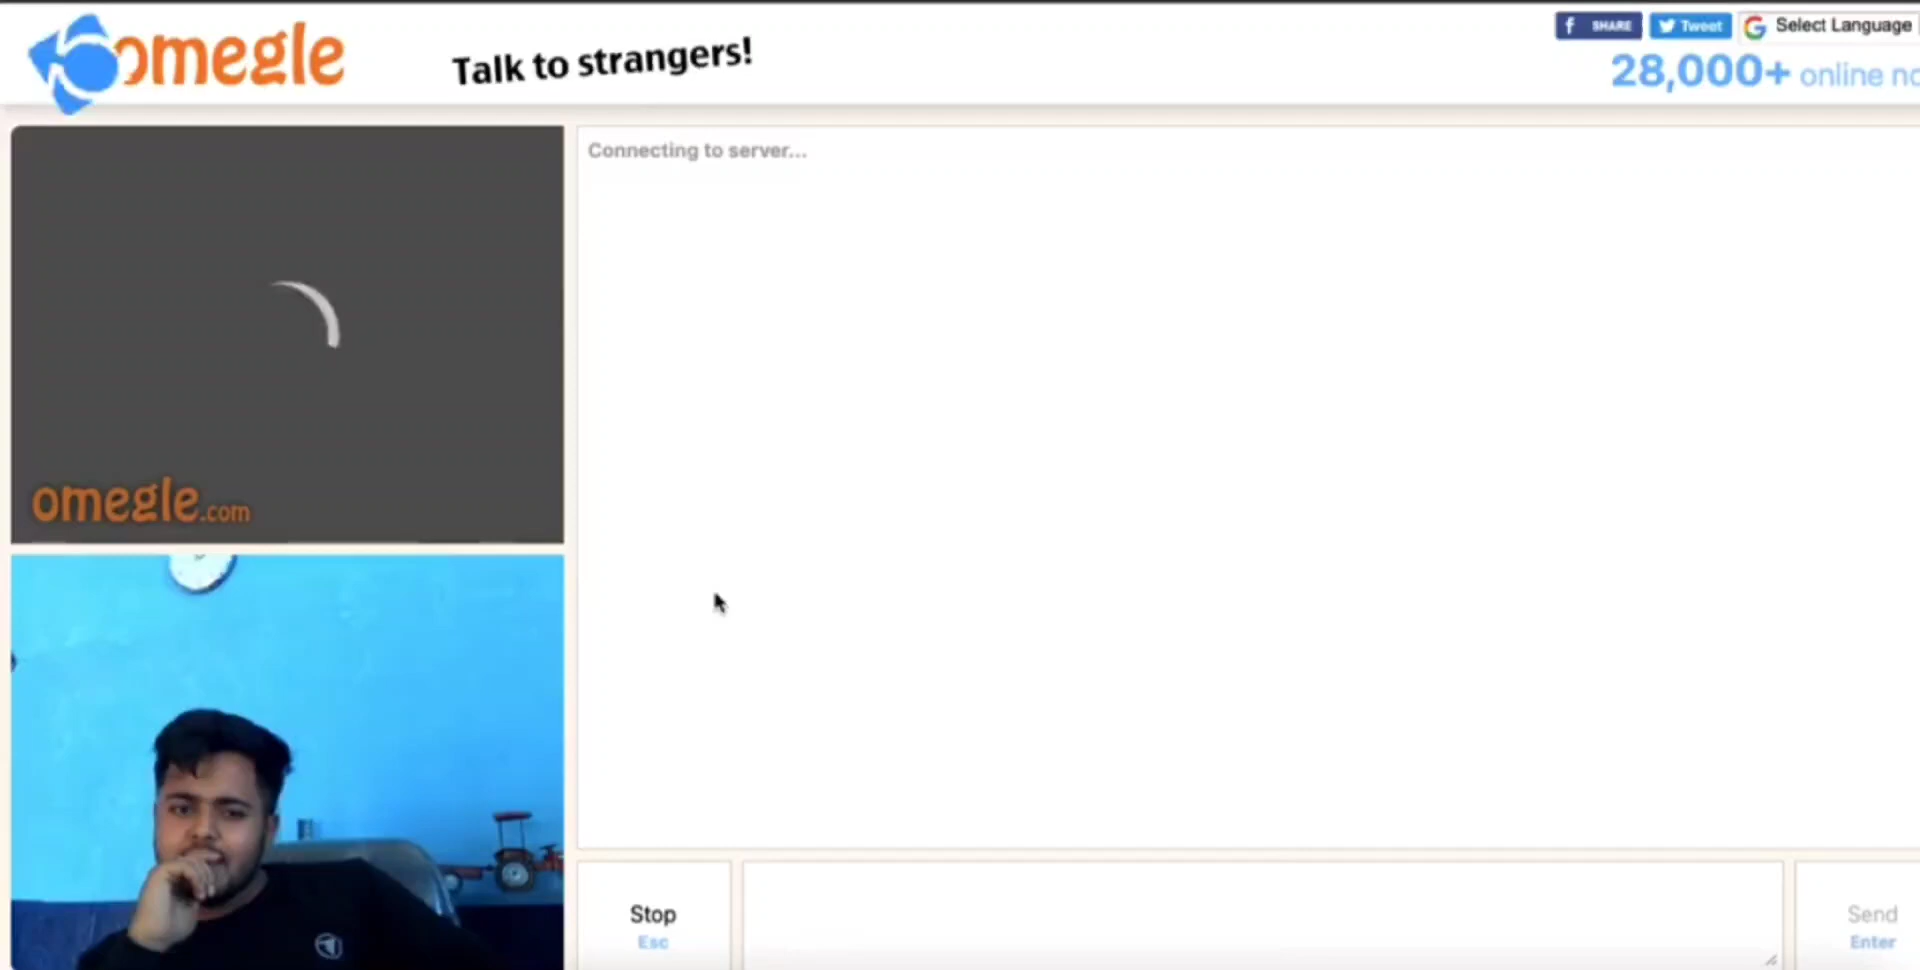 omegle
Talk to strangers!
SHARE
Tweet
Select Language
28,000+ online
Connecting to server...
omegle.com
Stop
Esc
Send
Enter